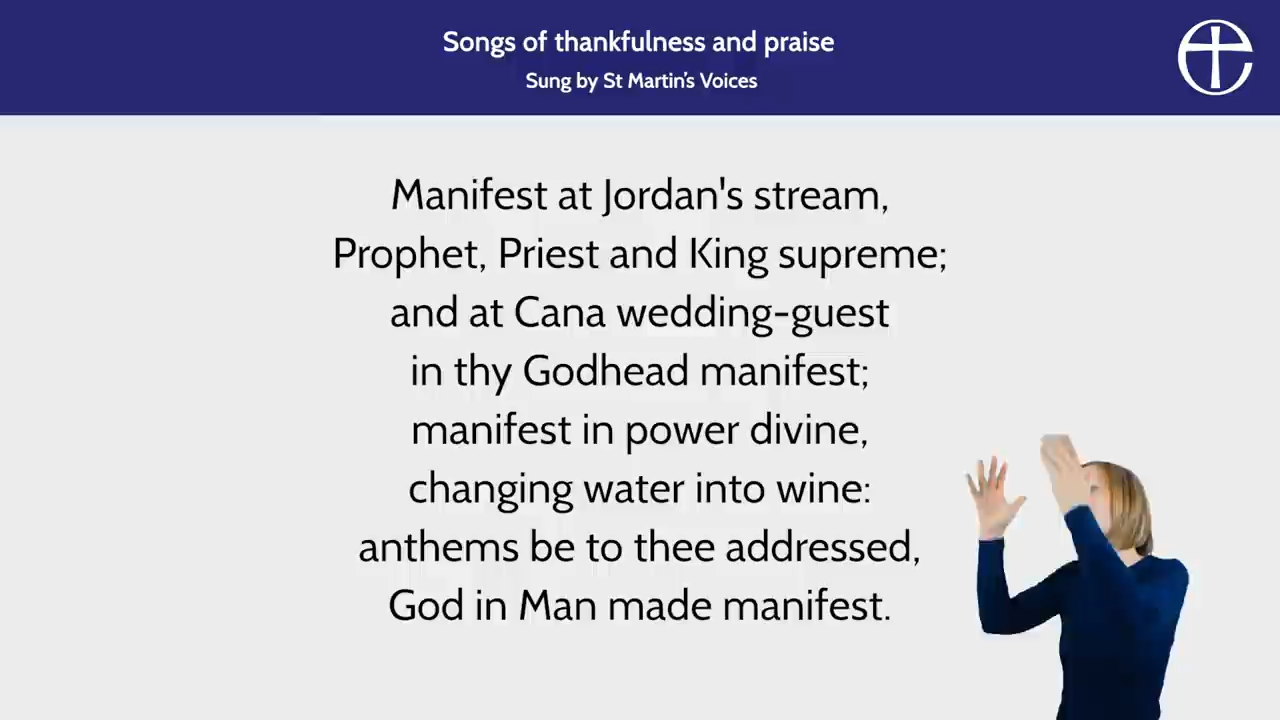 Songs of thankfulness and praise
Sung by St Martin's Voices
Manifest at Jordan's stream,
Prophet, Priest and King supreme;
and at Cana wedding-guest
in thy Godhead manifest;
manifest in power divine,
changing water into wine:
anthems be to thee addressed,
God in Man made manifest.